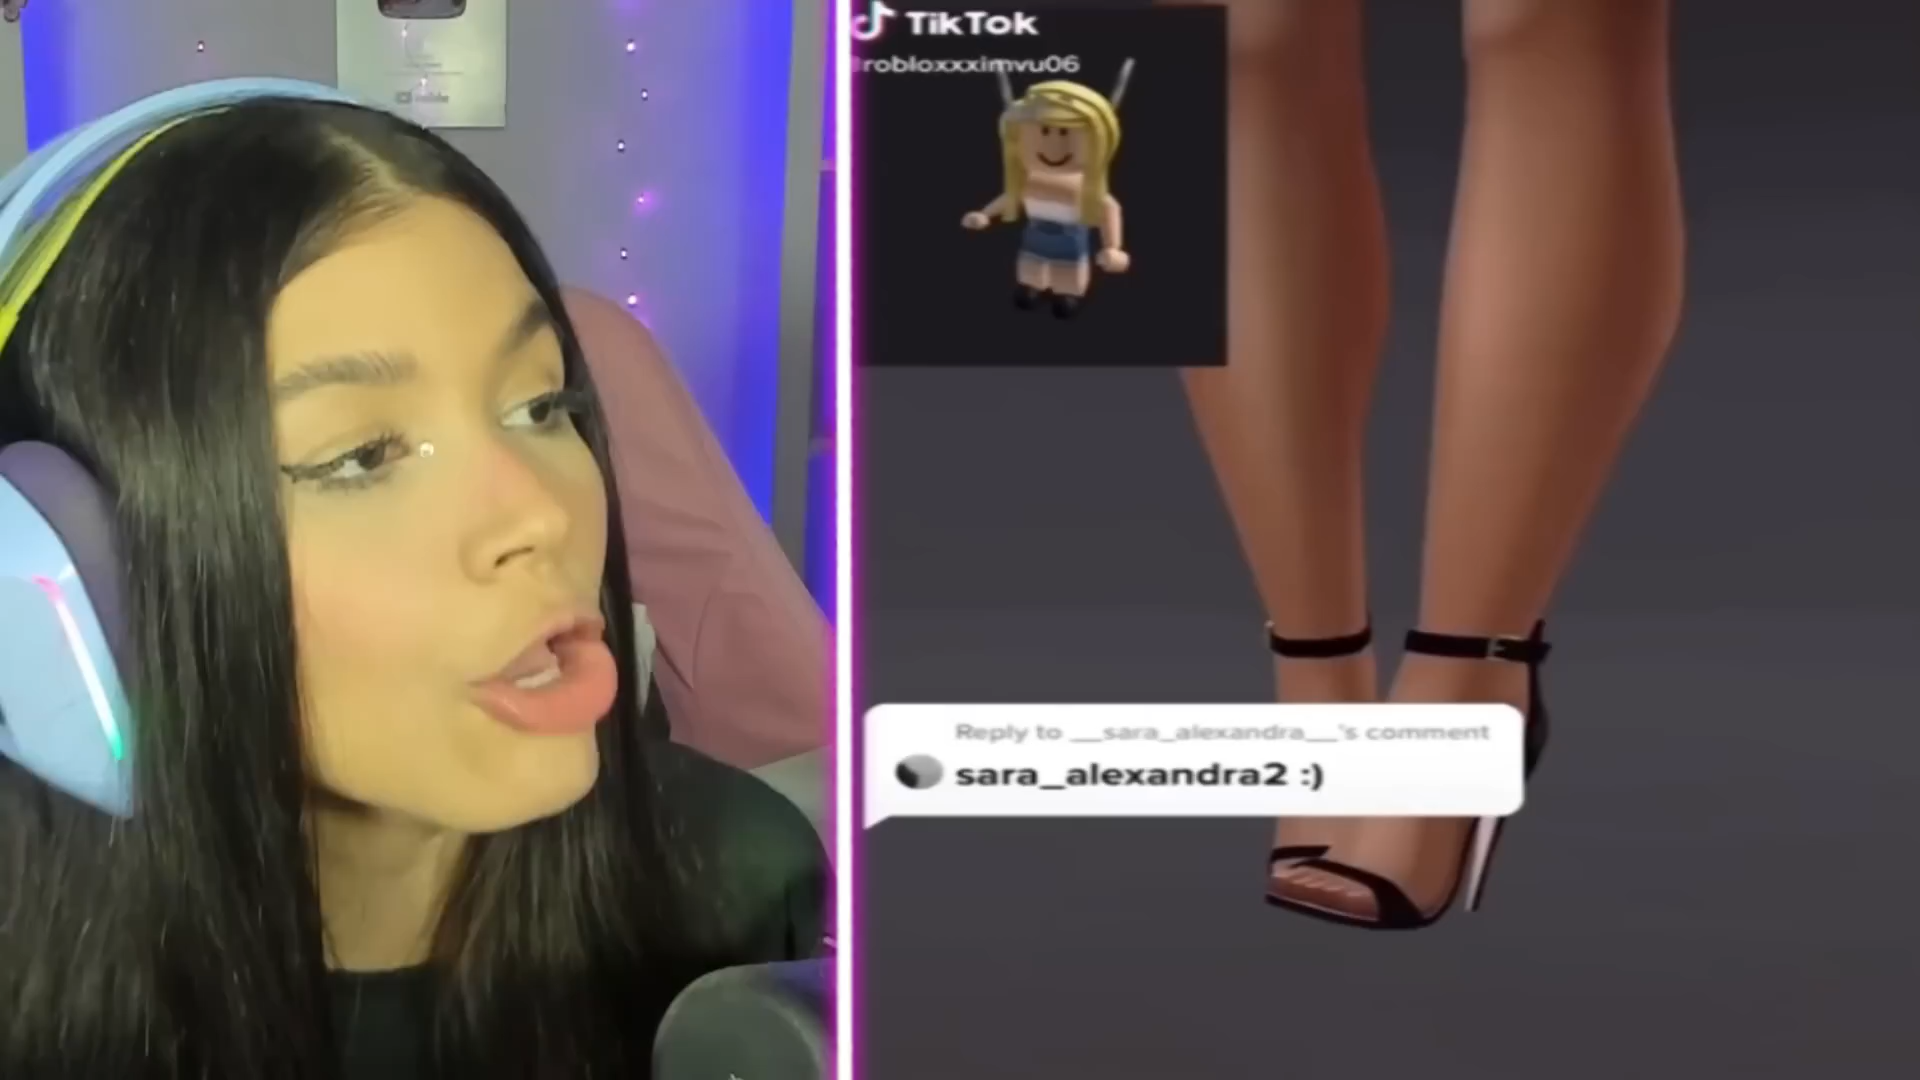 TikTok
@robloxxximvu06
Reply to __sara_alexandra__'s comment
sara_alexandra2 :)